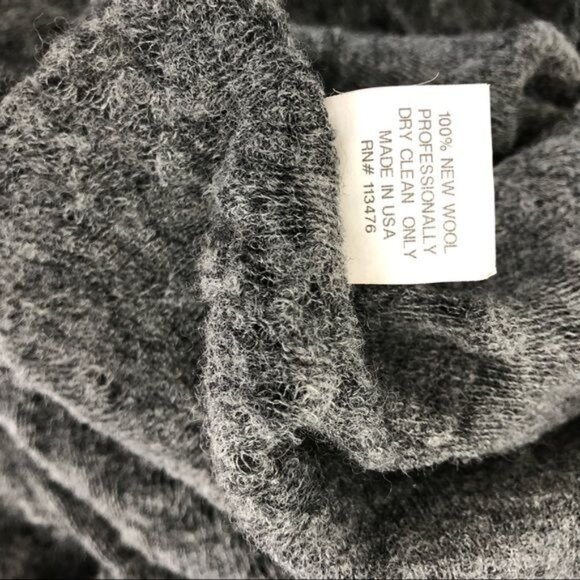 100% NEW WOOL
PROFESSIONALLY
DRY CLEAN ONLY
MADE IN USA
RN# 113476